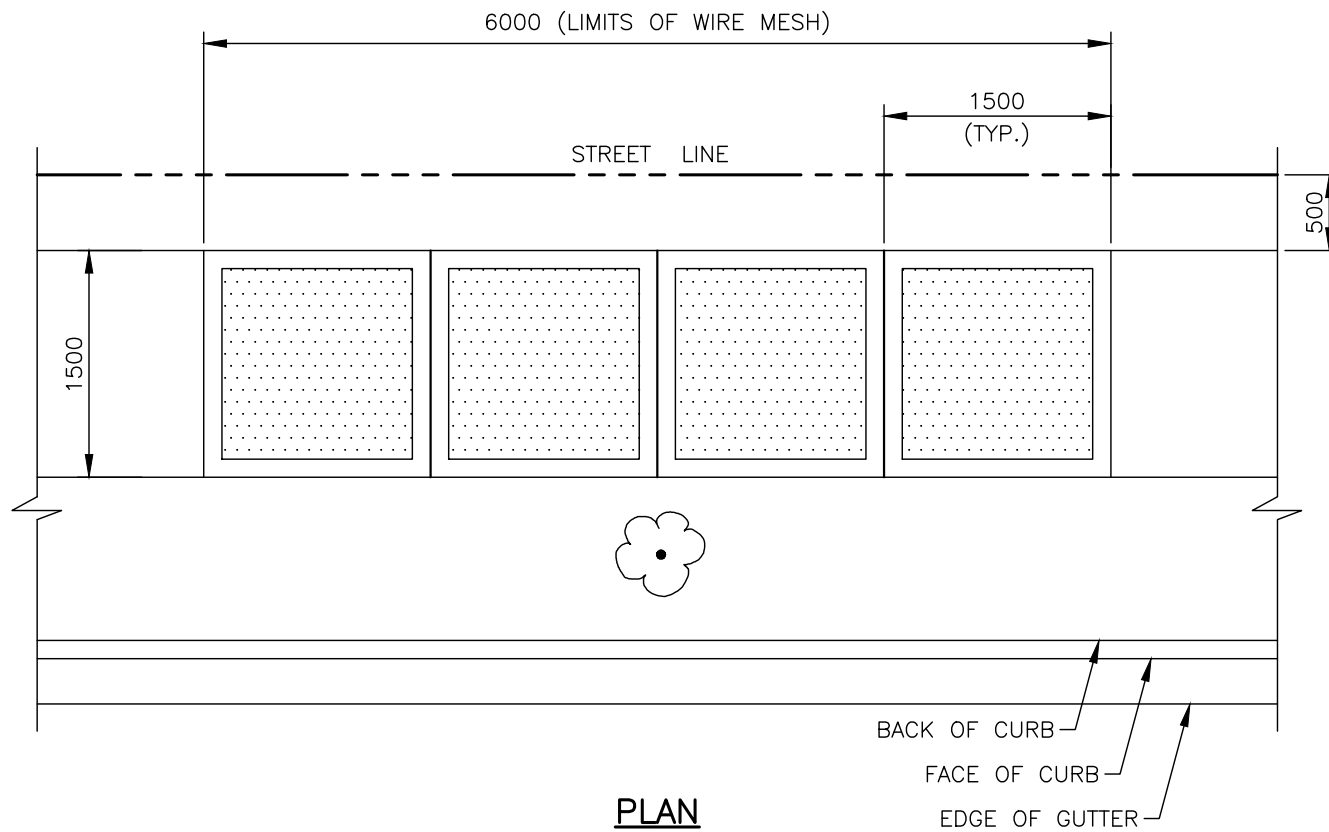 6000 (LIMITS OF WIRE MESH)
1500
(TYP.)
STREET LINE
500
1500
BACK OF CURB
FACE OF CURB
EDGE OF GUTTER
PLAN